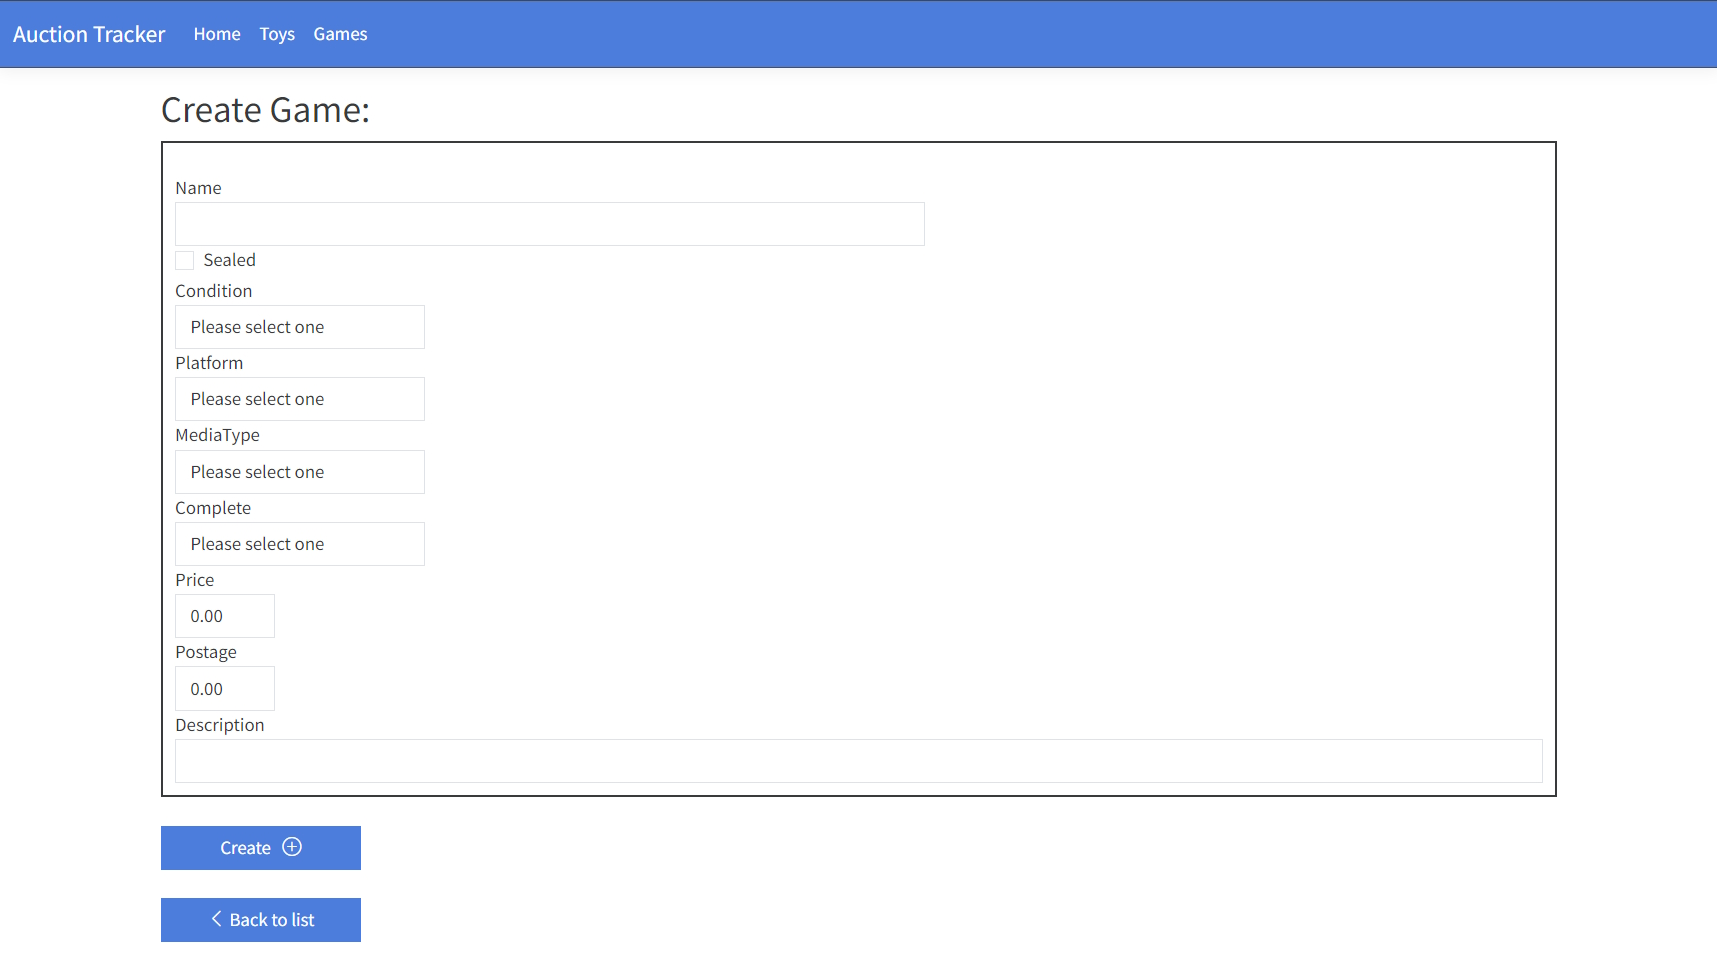 Auction Tracker Home Toys Games
Create Game:
Name
Sealed
Condition
Please select one
Platform
Please select one
MediaType
Please select one
Complete
Please select one
Price
0.00
Postage
0.00
Description
Create
Back to list